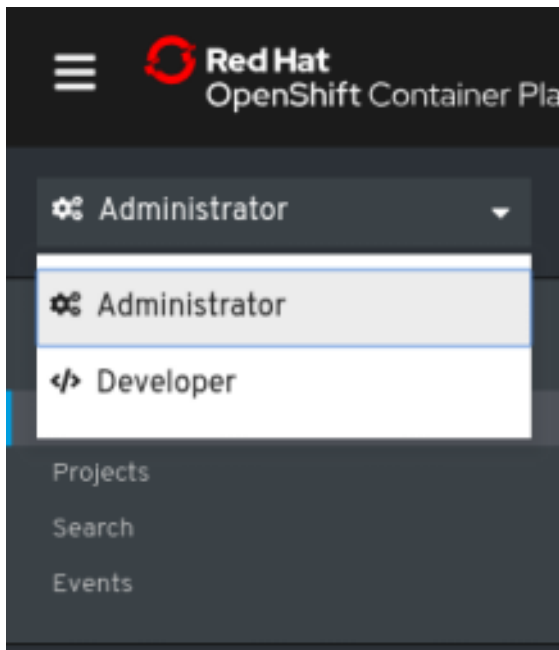 Red Hat
OpenShift Container Pla
Administrator
Administrator
</> Developer
Projects
Search
Events